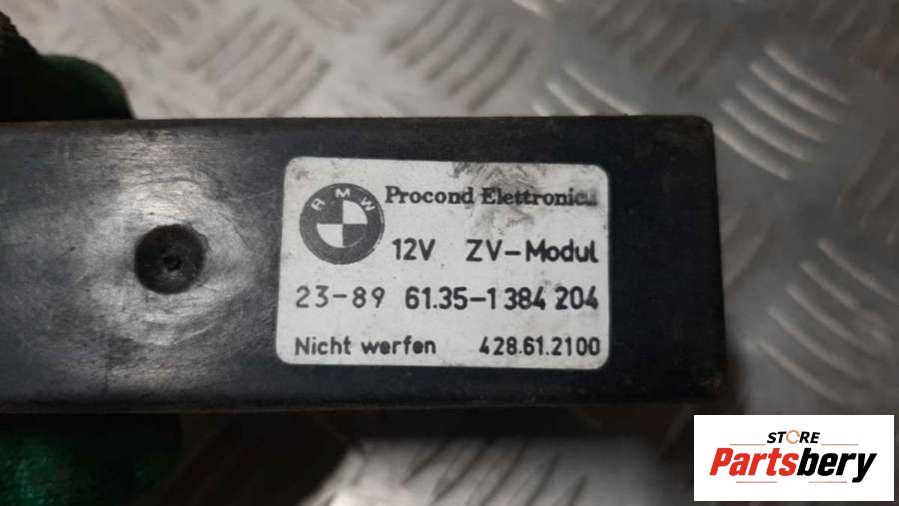 BMW
Procond Elettronica
12V ZV-Modul
23-89 61.35-1 384 204
Nicht werfen 428.61.2100
STORE
Partsbery